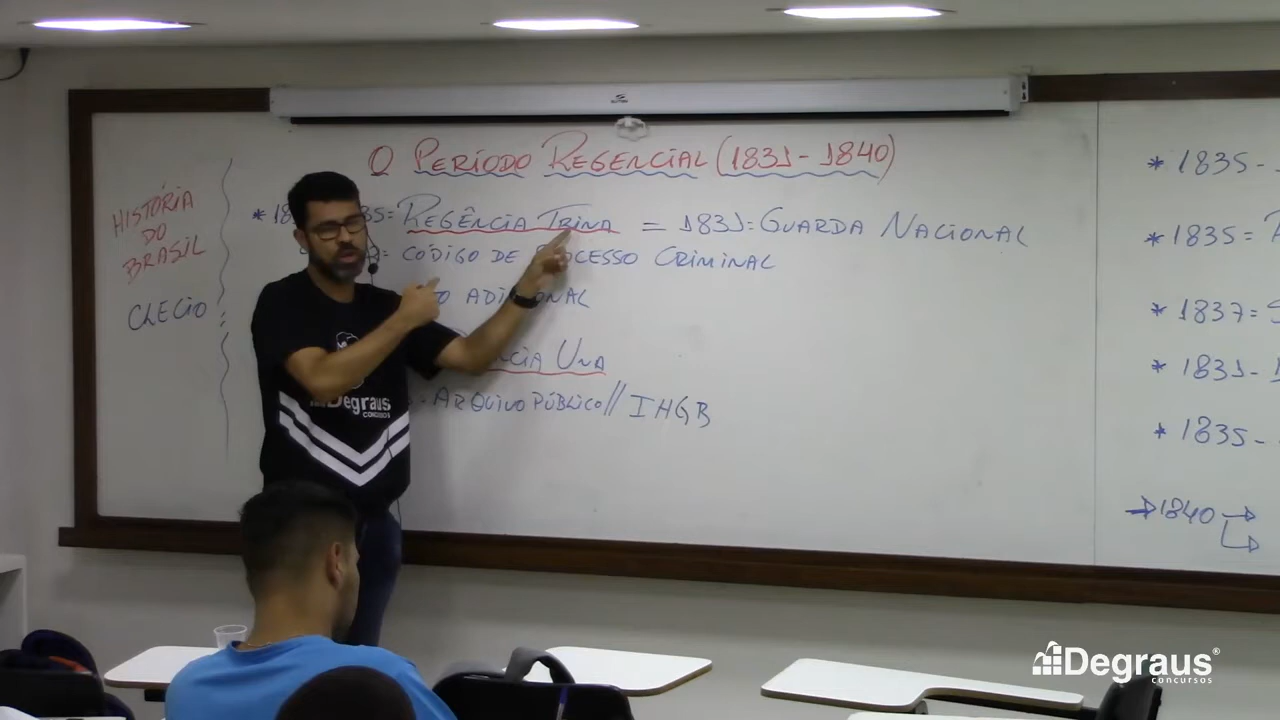 O PERÍODO REGENCIAL (1831 - 1840)
HISTÓRIA
DO
BRASIL
CLECIO
REGÊNCIA TRINA = 1831= GUARDA NACIONAL
CÓDIGO DE PROCESSO CRIMINAL
ADICIONAL
UNA
ARQUIVO PÚBLICO // IHGB
* 1835 -
* 1835 =
* 1837 =
* 1831 -
* 1835 -
→ 1840 →
Degraus
CONCURSOS
Degraus®
concursos